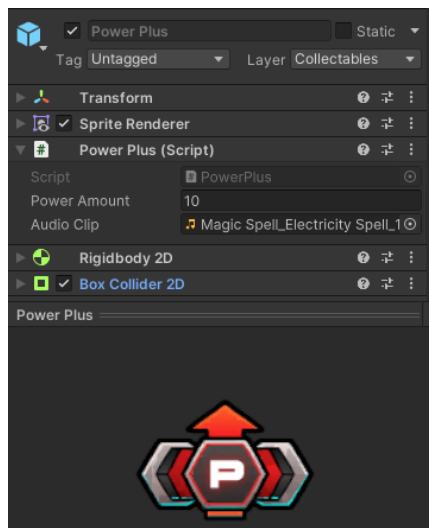 Power Plus Static
Tag Untagged Layer Collectables
Transform
Sprite Renderer
# Power Plus (Script)
Script PowerPlus
Power Amount 10
Audio Clip Magic Spell_Electricity Spell_1
Rigidbody 2D
Box Collider 2D
Power Plus
P